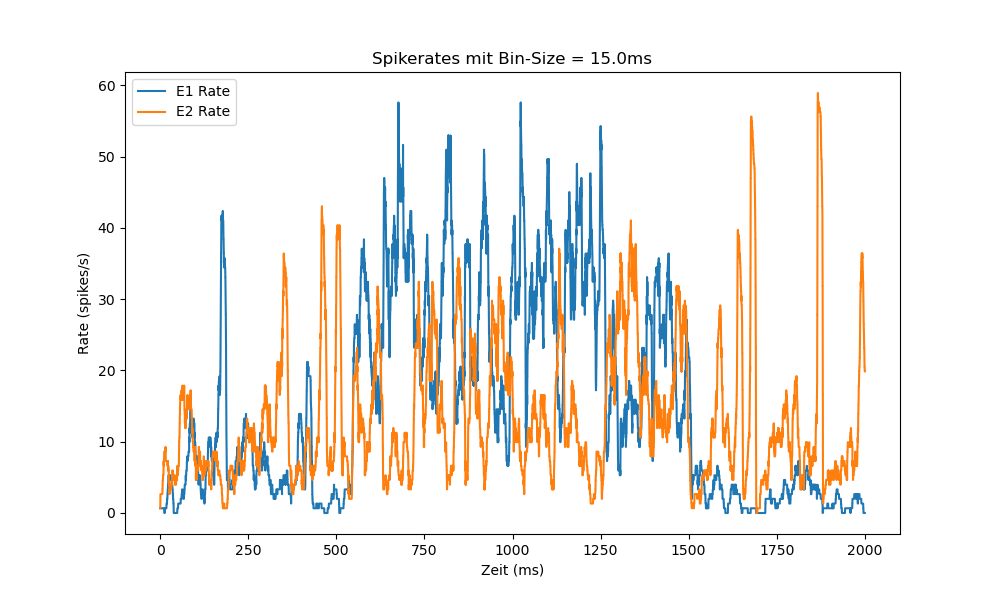 Spikerates mit Bin-Size = 15.0ms
E1 Rate
E2 Rate
60
50
40
30
20
10
0
Rate (spikes/s)
0 250 500 750 1000 1250 1500 1750 2000
Zeit (ms)